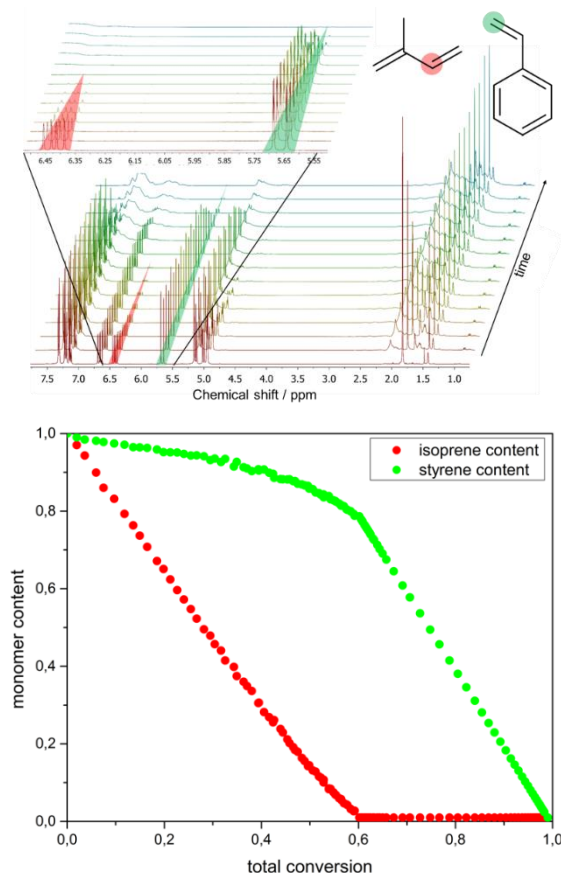 6.45 6.35 6.25 6.15 6.05 5.95 5.85 5.75 5.65 5.55
time
7.5 7.0 6.5 6.0 5.5 5.0 4.5 4.0 3.5 3.0 2.5 2.0 1.5 1.0
Chemical shift / ppm
isoprene content
styrene content
monomer content
1,0
0,8
0,6
0,4
0,2
0,0
0,0 0,2 0,4 0,6 0,8 1,0
total conversion